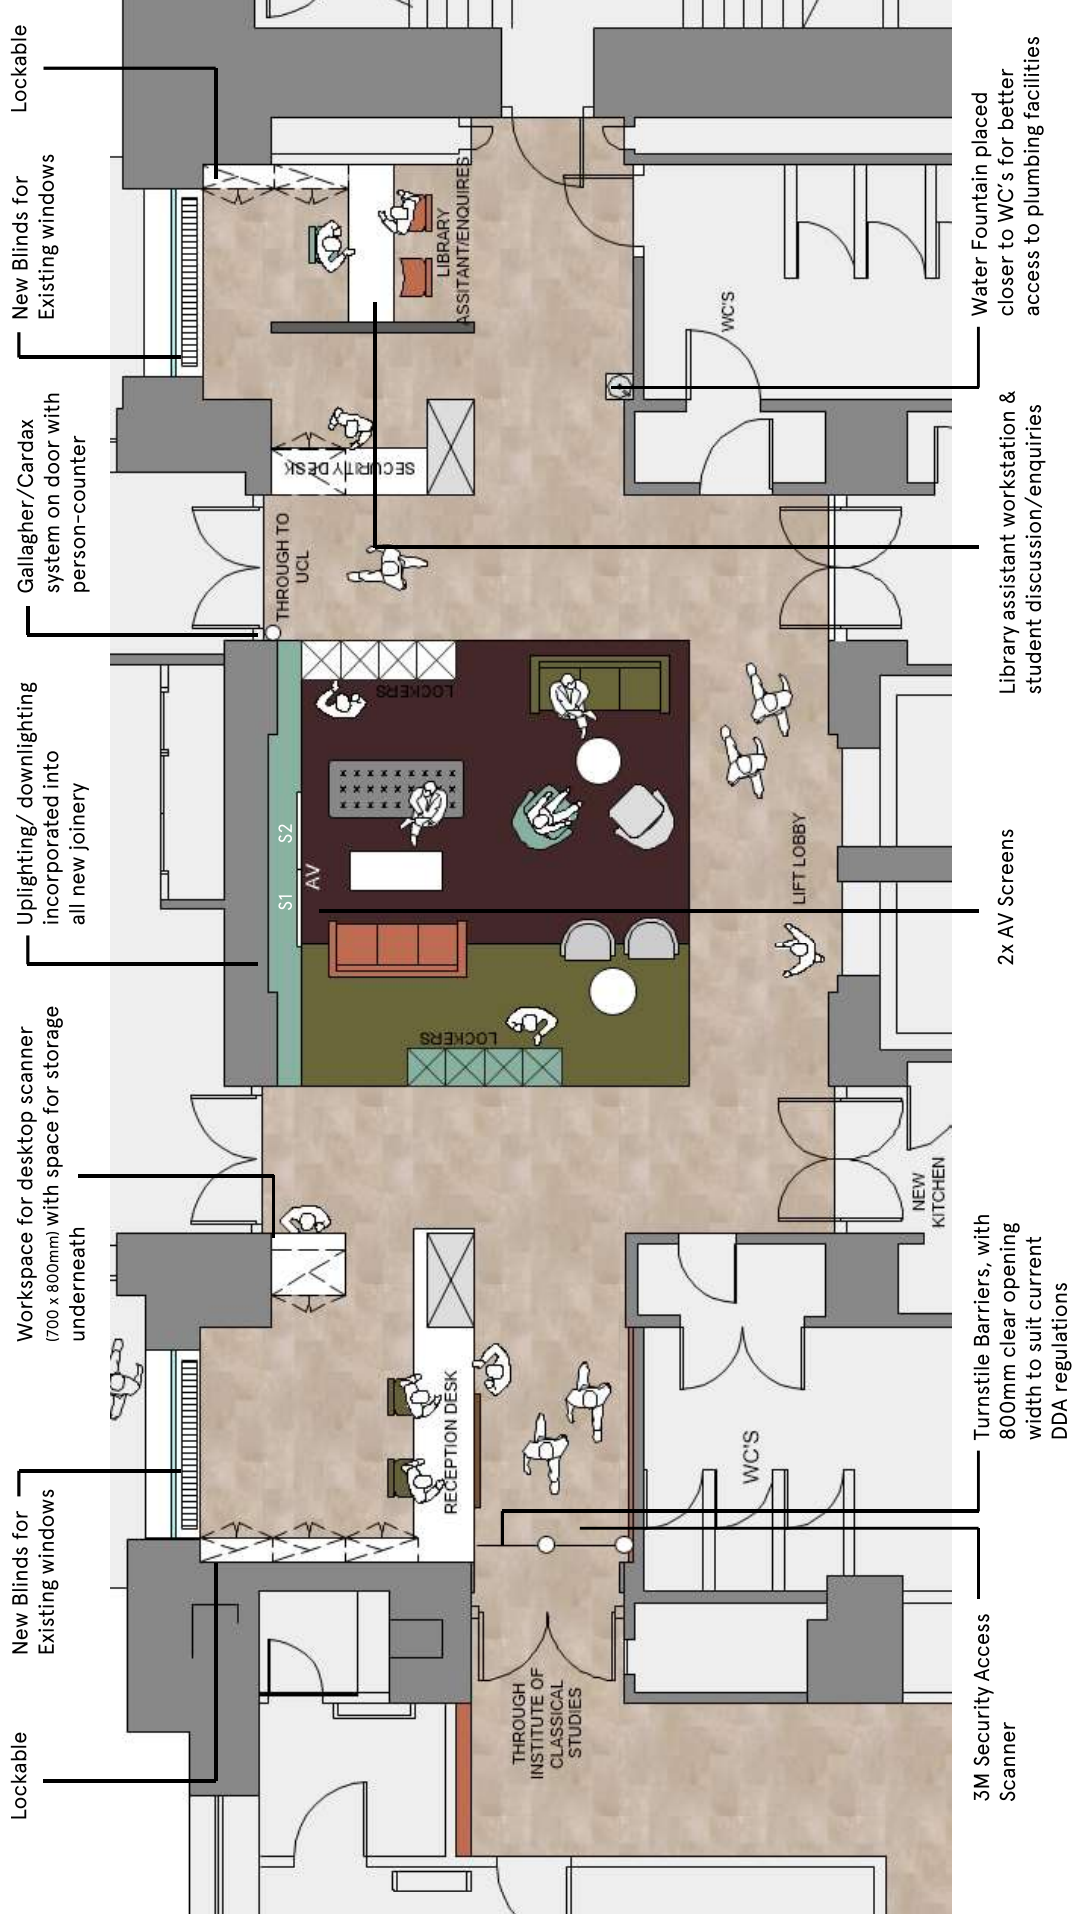 Lockable
New Blinds for
Existing windows
Workspace for desktop scanner
(700 x 800mm) with space for storage
underneath
Uplighting/ downlighting
incorporated into
all new joinery
Gallagher/Cardax
system on door with
person-counter
New Blinds for
Existing windows
Lockable
THROUGH
INSTITUTE OF
CLASSICAL
STUDIES
RECEPTION DESK
WC'S
NEW
KITCHEN
LOCKERS
S1
S2
AV
LOCKERS
LIFT LOBBY
THROUGH TO
UCL
SECURITY DESK
LIBRARY
ASSITANT/ENQUIRES
WC'S
3M Security Access
Scanner
Turnstile Barriers, with
800mm clear opening
width to suit current
DDA regulations
2x AV Screens
Library assistant workstation &
student discussion/enquiries
Water Fountain placed
closer to WC's for better
access to plumbing facilities